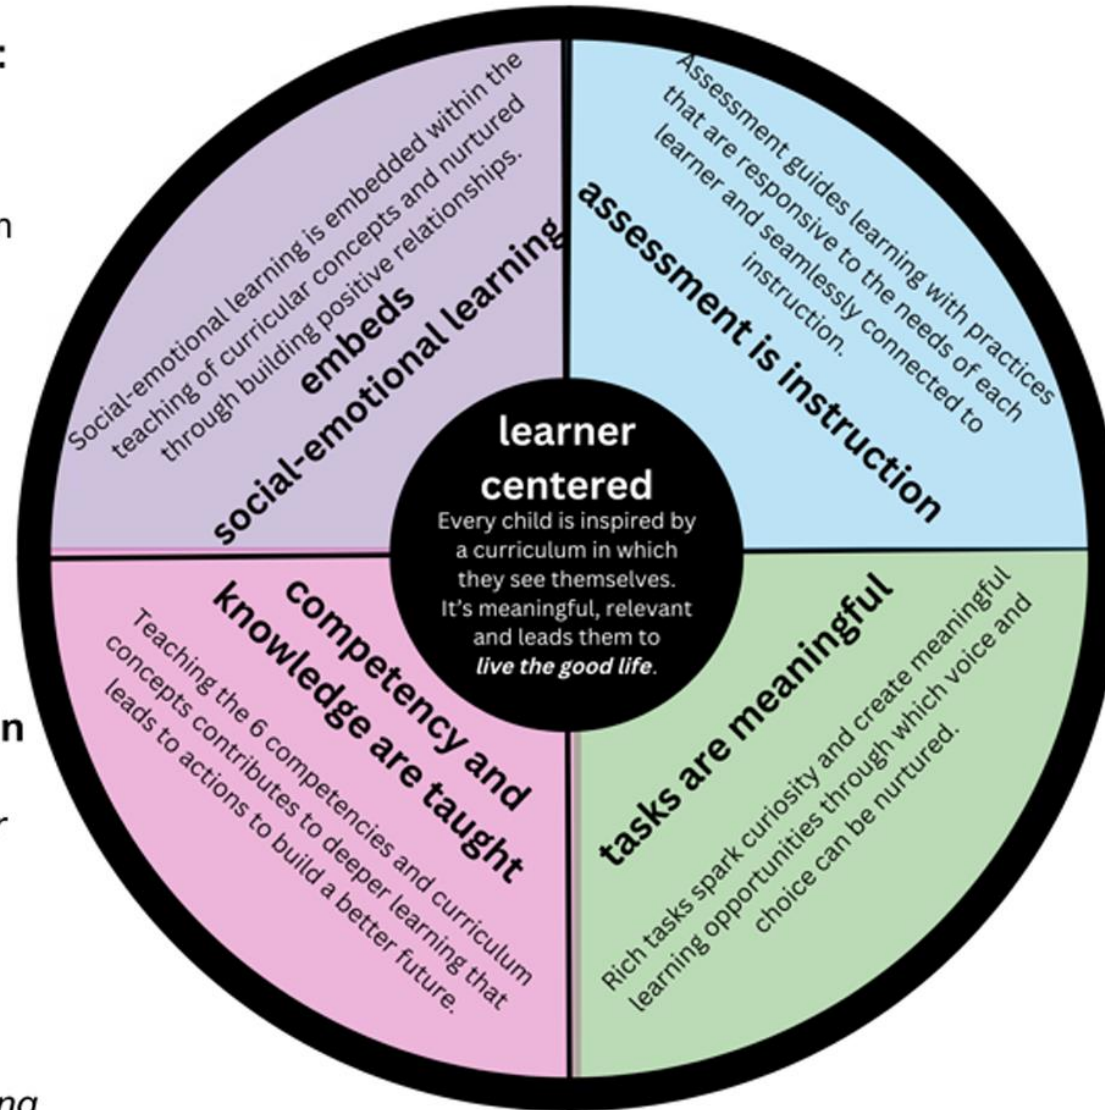 :
n
n
r
ng
Social-emotional learning is embedded within the
teaching of curricular concepts and nurtured
through building positive relationships.
embeds
social-emotional learning
Assessment guides learning with practices
that are responsive to the needs of each
learner and seamlessly connected to
instruction.
assessment is instruction
learner
centered
Every child is inspired by
a curriculum in which
they see themselves.
It's meaningful, relevant
and leads them to
live the good life.
competency and
knowledge are taught
Teaching the 6 competencies and curriculum
concepts contributes to deeper learning that
leads to actions to build a better future.
tasks are meaningful
Rich tasks spark curiosity and create meaningful
learning opportunities through which voice and
choice can be nurtured.